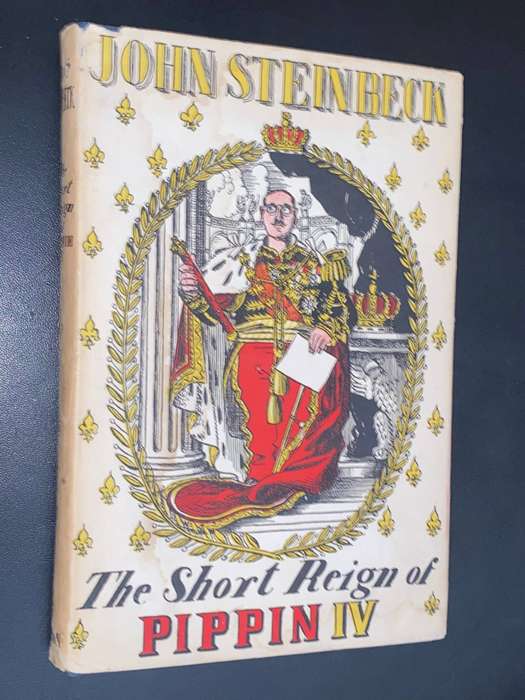 JOHN STEINBECK
The Short Reign of
PIPPIN IV